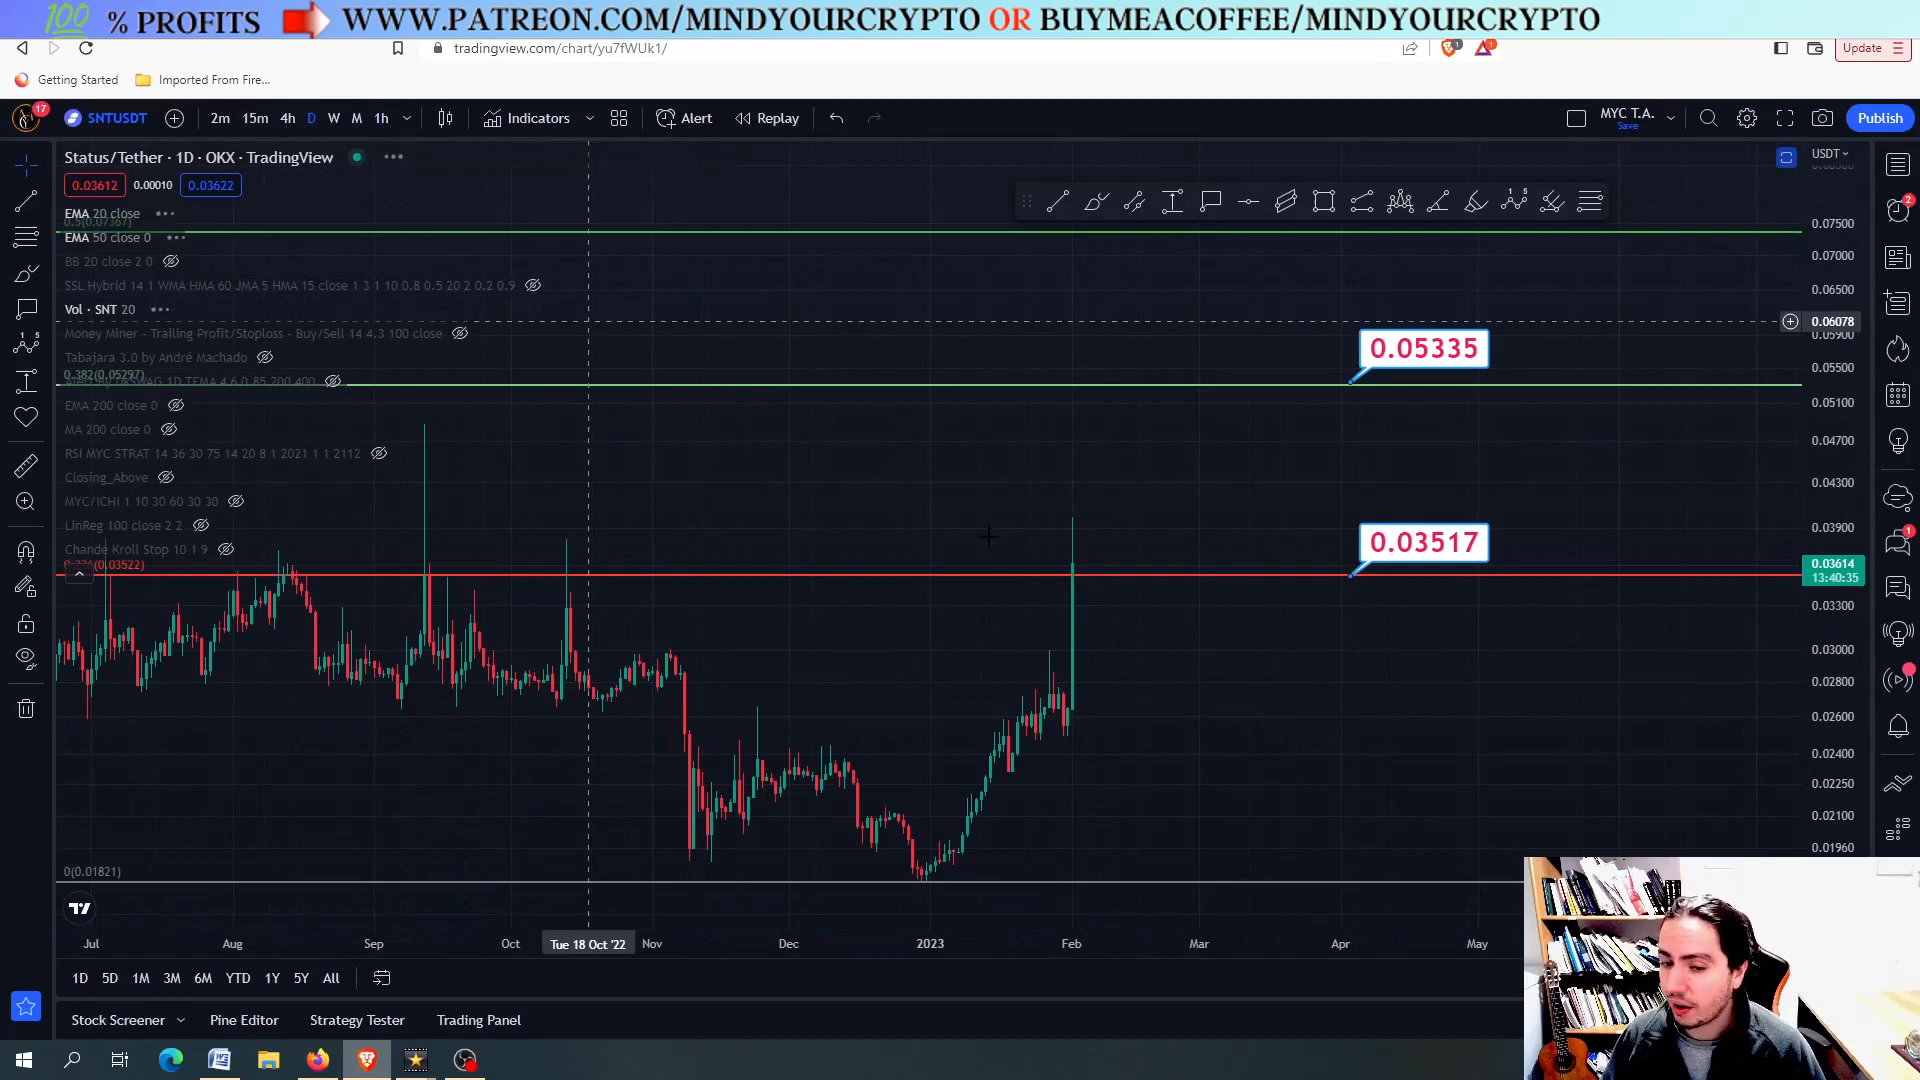 💯 % PROFITS WWW.PATREON.COM/MINDYOURCRYPTO OR BUYMEACOFFEE/MINDYOURCRYPTO
tradingview.com/chart/yu7fWUk1/
1
1
Update
Getting Started
Imported From Fire...
17
SNTUSDT
2m 15m 4h D W M 1h
Indicators
Alert
Replay
MYC T.A.
Save
Publish
Status/Tether · 1D · OKX · TradingView
USDT
0.03612 0.00010 0.03622
EMA 20 close
0.5(0.07367)
EMA 50 close 0
BB 20 close 2 0
SSL Hybrid 14 1 WMA HMA 60 JMA 5 HMA 15 close 1 3 1 10 0.8 0.5 20 2 0.2 0.9
Vol · SNT 20
Money Miner - Trailing Profit/Stoploss - Buy/Sell 14 4.3 100 close
Tabajara 3.0 by André Machado
0.382(0.05297)
EMA 200 close 0
MA 200 close 0
RSI MYC STRAT 14 36 30 75 14 20 8 1 2021 1 1 2112
Closing_Above
MYC/ICHI 1 10 30 60 30 30
LinReg 100 close 2 2
Chande Kroll Stop 10 1 9
0(0.01821)
0.05335
0.03517
0.07500
0.07000
0.06500
0.06078
0.05900
0.05500
0.05100
0.04700
0.04300
0.03900
0.03614
13:40:35
0.03300
0.03000
0.02800
0.02600
0.02400
0.02250
0.02100
0.01960
2
1
Jul Aug Sep Oct Tue 18 Oct '22 Nov Dec 2023 Feb Mar Apr May
1D 5D 1M 3M 6M YTD 1Y 5Y All
Stock Screener Pine Editor Strategy Tester Trading Panel